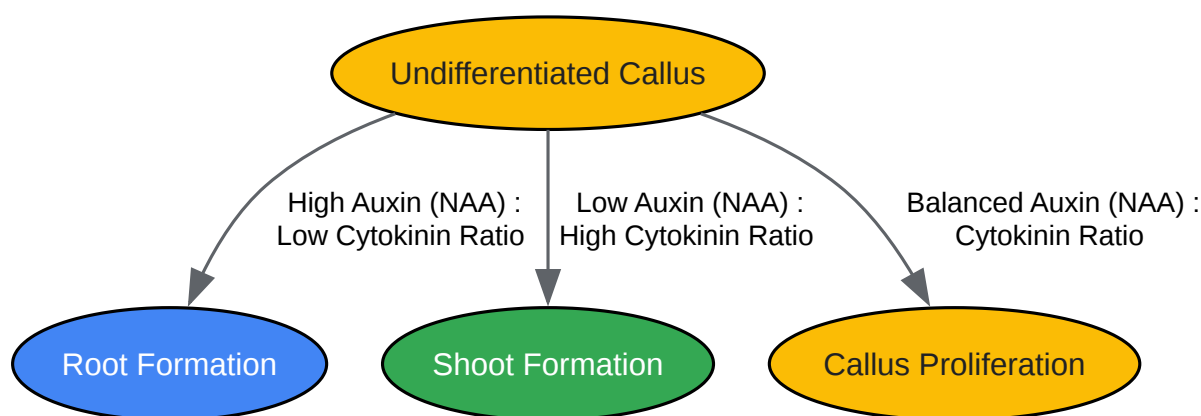 Undifferentiated Callus
High Auxin (NAA) :
Low Cytokinin Ratio
Low Auxin (NAA) :
High Cytokinin Ratio
Balanced Auxin (NAA) :
Cytokinin Ratio
Root Formation
Shoot Formation
Callus Proliferation